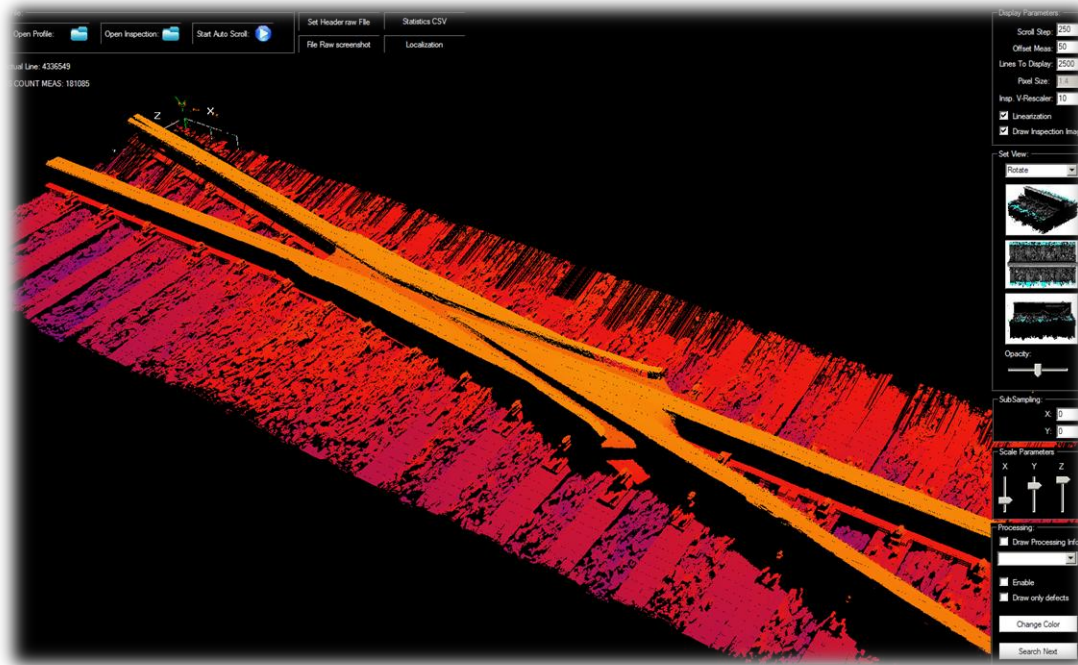 Open Profile:
Open Inspection:
Start Auto Scroll:
Set Header raw File
Statistics CSV
File Raw screenshot
Localization
Line: 4336549
COUNT MEAS: 181085
Z
X
Display Parameters:
Scroll Step: 250
Offset Meas: 50
Lines To Display: 2500
Pixel Size: 1.4
Insp. V-Rescaler: 10
Linearization
Draw Inspection Imag
Set View:
Rotate
Opacity:
SubSampling:
X: 0
Y: 0
Scale Parameters
X Y Z
Processing:
Draw Processing Info
Enable
Draw only defects
Change Color
Search Next